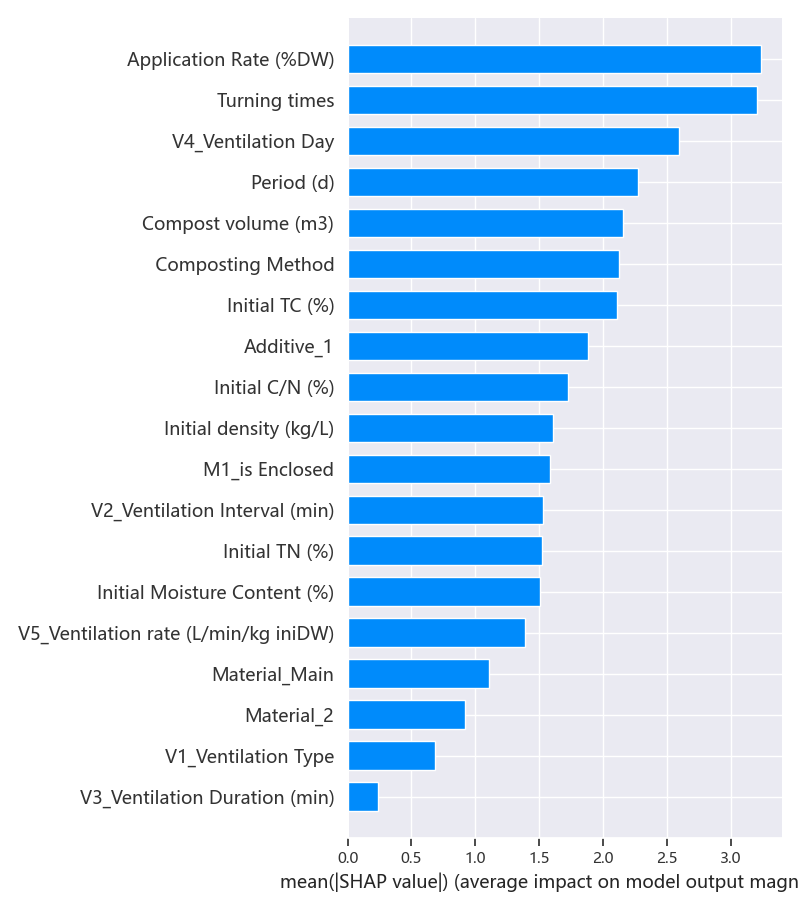 Application Rate (%DW)
Turning times
V4_Ventilation Day
Period (d)
Compost volume (m3)
Composting Method
Initial TC (%)
Additive_1
Initial C/N (%)
Initial density (kg/L)
M1_is Enclosed
V2_Ventilation Interval (min)
Initial TN (%)
Initial Moisture Content (%)
V5_Ventilation rate (L/min/kg iniDW)
Material_Main
Material_2
V1_Ventilation Type
V3_Ventilation Duration (min)
0.0 0.5 1.0 1.5 2.0 2.5 3.0
mean(|SHAP value|) (average impact on model output magn